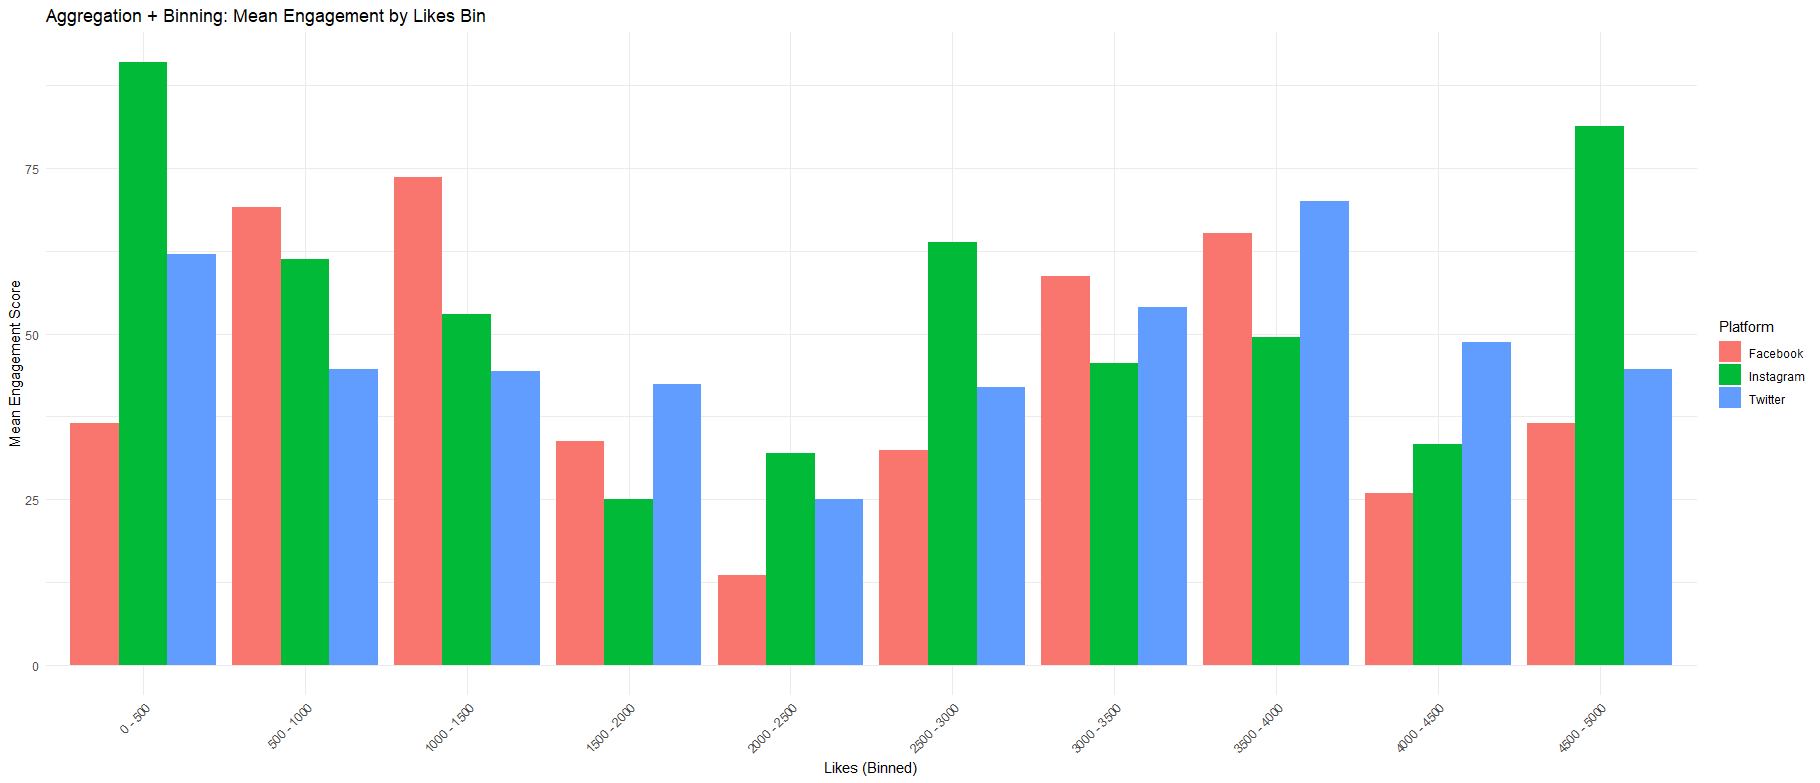 Aggregation + Binning: Mean Engagement by Likes Bin
Mean Engagement Score
75
50
25
0
0 - 500
500 - 1000
1000 - 1500
1500 - 2000
2000 - 2500
2500 - 3000
3000 - 3500
3500 - 4000
4000 - 4500
4500 - 5000
Likes (Binned)
Platform
Facebook
Instagram
Twitter